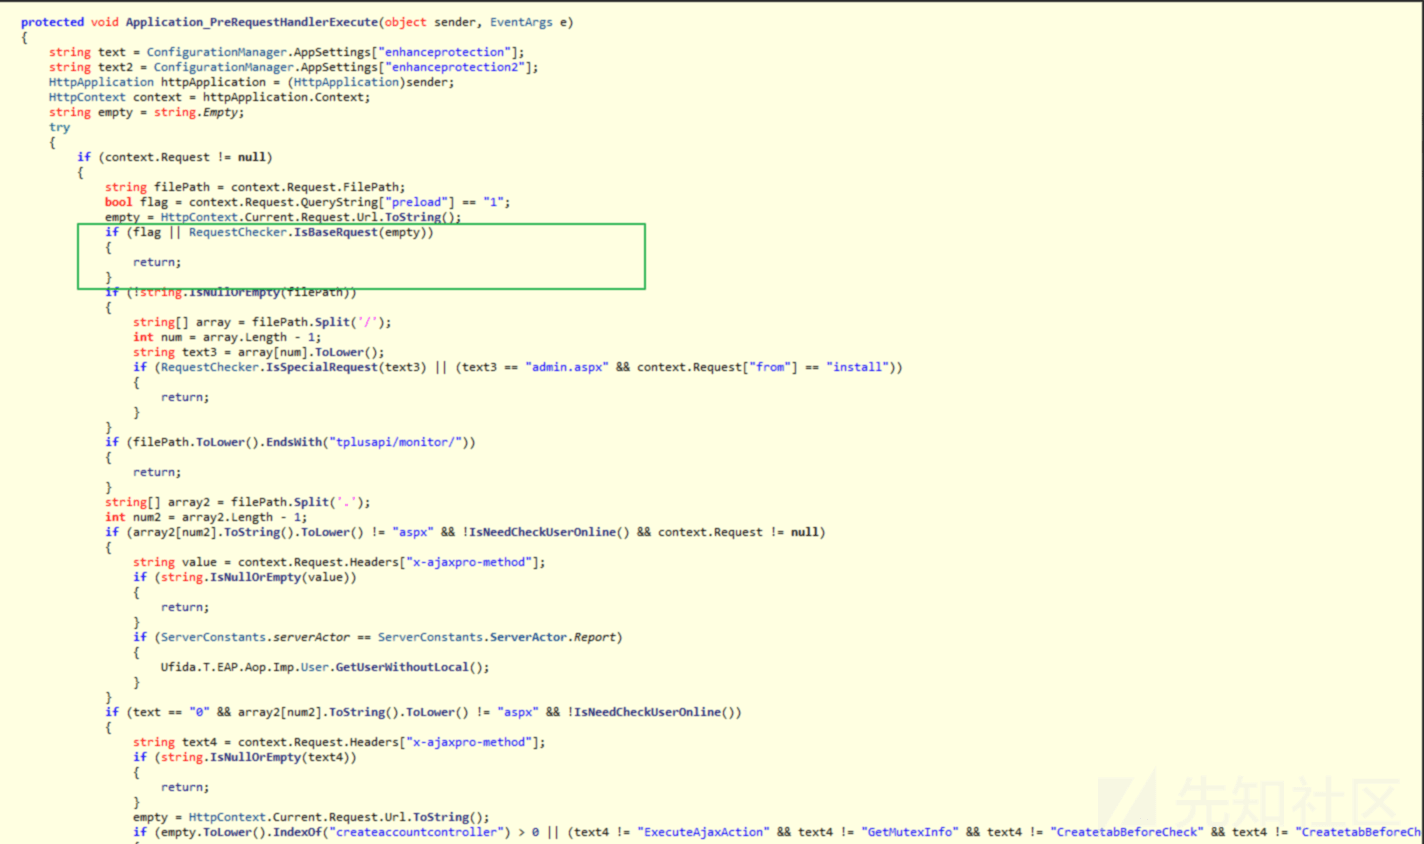 protected void Application_PreRequestHandlerExecute(object sender, EventArgs e)
{
string text = ConfigurationManager.AppSettings["enhanceprotection"];
string text2 = ConfigurationManager.AppSettings["enhanceprotection2"];
HttpApplication httpApplication = (HttpApplication)sender;
HttpContext context = httpApplication.Context;
string empty = string.Empty;
try
{
if (context.Request != null)
{
string filePath = context.Request.FilePath;
bool flag = context.Request.QueryString["preload"] == "1";
empty = HttpContext.Current.Request.Url.ToString();
if (flag || RequestChecker.IsBaseRquest(empty))
{
return;
}
if (!string.IsNullOrEmpty(filePath))
{
string[] array = filePath.Split('/');
int num = array.Length - 1;
string text3 = array[num].ToLower();
if (RequestChecker.IsSpecialRequest(text3) || (text3 == "admin.aspx" && context.Request["from"] == "install"))
{
return;
}
}
if (filePath.ToLower().EndsWith("tplusapi/monitor/"))
{
return;
}
string[] array2 = filePath.Split('.');
int num2 = array2.Length - 1;
if (array2[num2].ToString().ToLower() != "aspx" && !IsNeedCheckUserOnline() && context.Request != null)
{
string value = context.Request.Headers["x-ajaxpro-method"];
if (string.IsNullOrEmpty(value))
{
return;
}
if (ServerConstants.serverActor == ServerConstants.ServerActor.Report)
{
Ufida.T.EAP.Aop.Imp.User.GetUserWithoutLocal();
}
}
if (text == "0" && array2[num2].ToString().ToLower() != "aspx" && !IsNeedCheckUserOnline())
{
string text4 = context.Request.Headers["x-ajaxpro-method"];
if (string.IsNullOrEmpty(text4))
{
return;
}
empty = HttpContext.Current.Request.Url.ToString();
if (empty.ToLower().IndexOf("createaccountcontroller") > 0 || (text4 != "ExecuteAjaxAction" && text4 != "GetMutexInfo" && text4 != "CreatetabBeforeCheck" && text4 != "CreatetabBeforeCh
先知社区